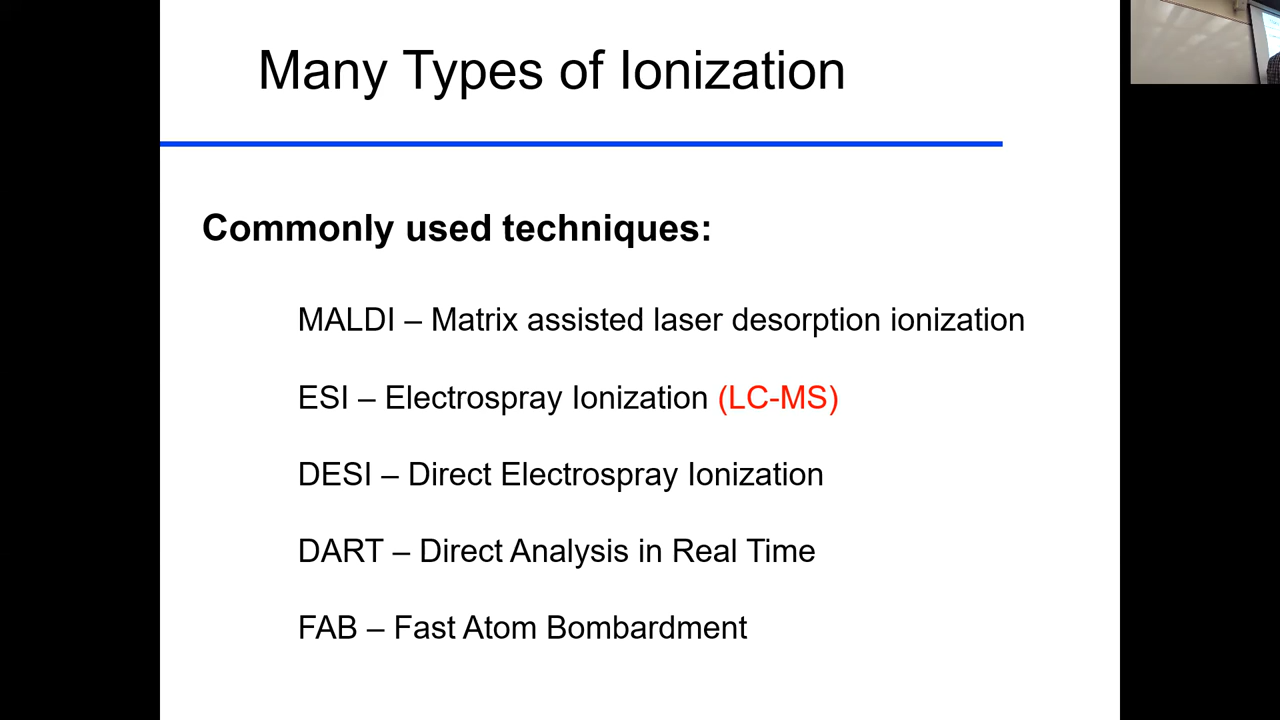 Many Types of Ionization
Commonly used techniques:
MALDI – Matrix assisted laser desorption ionization
ESI – Electrospray Ionization (LC-MS)
DESI – Direct Electrospray Ionization
DART – Direct Analysis in Real Time
FAB – Fast Atom Bombardment